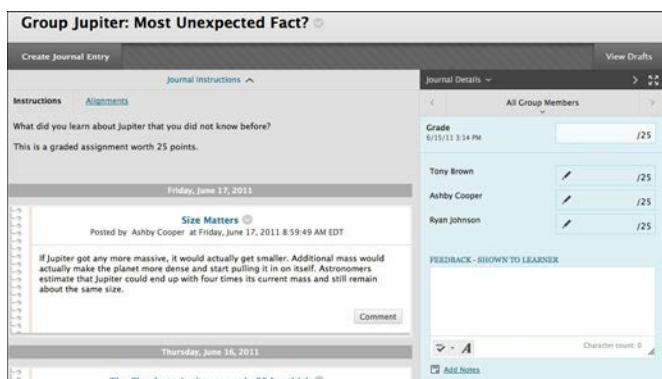 Group Jupiter: Most Unexpected Fact?
Create Journal Entry
View Drafts
Journal Instructions
Instructions Alignments
What did you learn about Jupiter that you did not know before?
This is a graded assignment worth 25 points.
Friday, June 17, 2011
Size Matters
Posted by Ashby Cooper at Friday, June 17, 2011 8:59:49 AM EDT
If Jupiter got any more massive, it would actually get smaller. Additional mass would
actually make the planet more dense and start pulling it in on itself. Astronomers
estimate that Jupiter could end up with four times its current mass and still remain
about the same size.
Comment
Thursday, June 16, 2011
Journal Details
All Group Members
Grade
6/15/11 3:14 PM
/25
Tony Brown /25
Ashby Cooper /25
Ryan Johnson /25
FEEDBACK - SHOWN TO LEARNER
Character count: 0
Add Notes